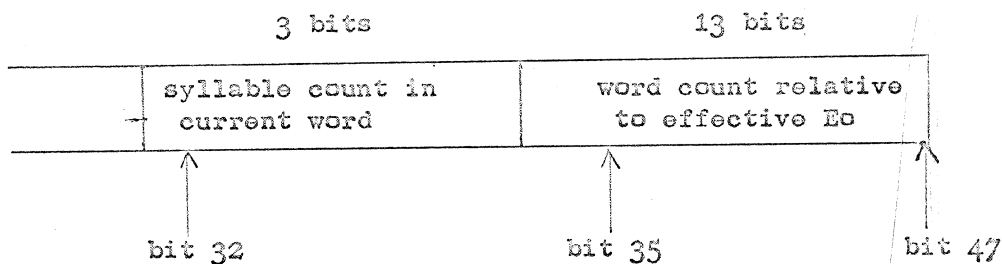 3 bits
13 bits
syllable count in
current word
word count relative
to effective Eo
bit 32
bit 35
bit 47